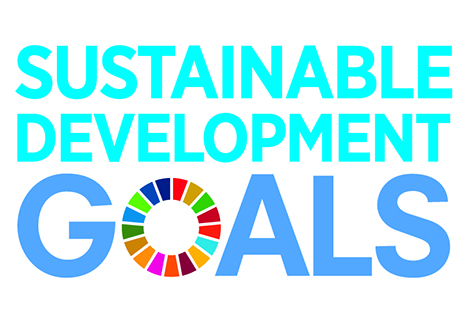 SUSTAINABLE
DEVELOPMENT
GOALS